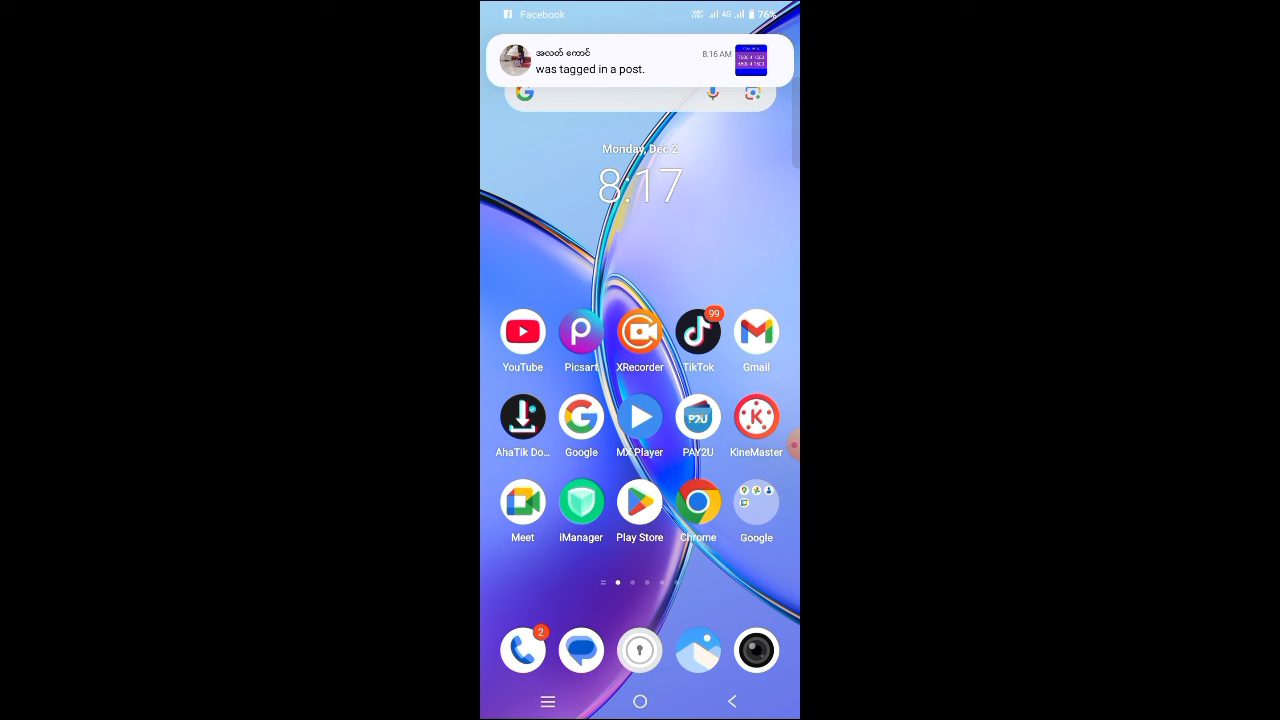 Facebook
4G
76%
အလတ် ကောင်
8:16 AM
was tagged in a post.
Monday, Dec 2
8:17
99
YouTube
Picsart
XRecorder
TikTok
Gmail
P2U
AhaTik Do...
Google
MX Player
PAY2U
KineMaster
Meet
iManager
Play Store
Chrome
Google
2